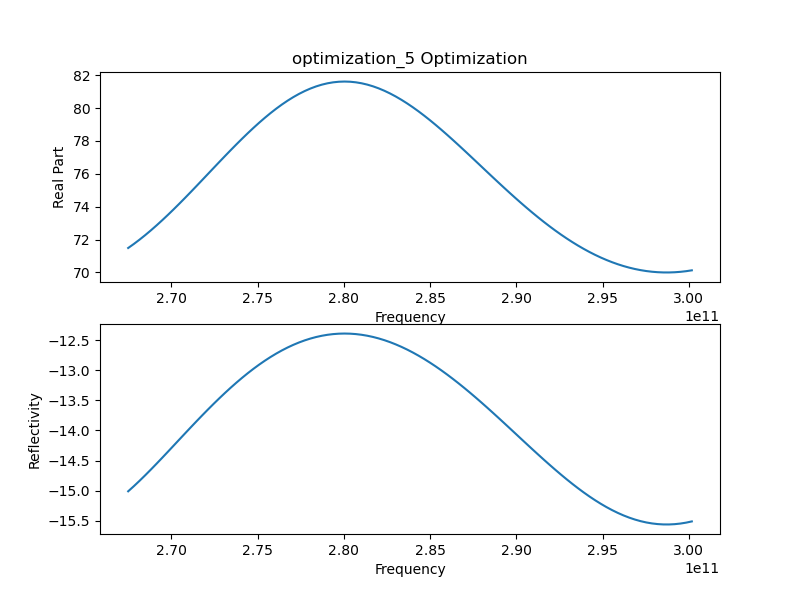 optimization_5 Optimization
82
80
78
76
74
72
70
Real Part
2.70 2.75 2.80 2.85 2.90 2.95 3.00
Frequency
1e11
−12.5
−13.0
−13.5
−14.0
−14.5
−15.0
−15.5
Reflectivity
2.70 2.75 2.80 2.85 2.90 2.95 3.00
Frequency
1e11